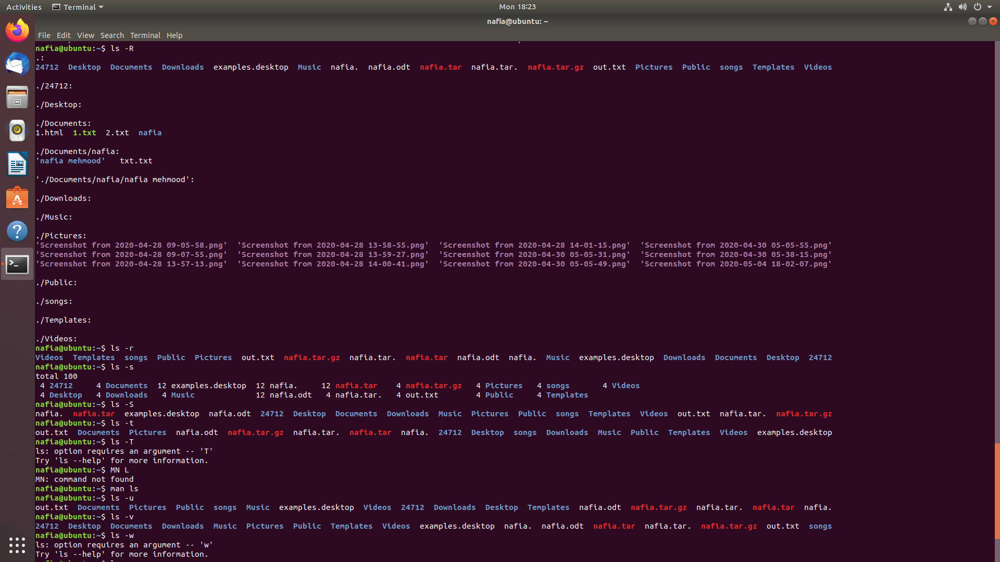 Activities Terminal Mon 18:23
nafia@ubuntu: ~
File Edit View Search Terminal Help
nafia@ubuntu:~$ ls -R
.:
24712 Desktop Documents Downloads examples.desktop Music nafia. nafia.odt nafia.tar nafia.tar. nafia.tar.gz out.txt Pictures Public songs Templates Videos
./24712:
./Desktop:
./Documents:
1.html 1.txt 2.txt nafia
./Documents/nafia:
'nafia mehmood' txt.txt
'./Documents/nafia/nafia mehmood':
./Downloads:
./Music:
./Pictures:
'Screenshot from 2020-04-28 09-05-58.png' 'Screenshot from 2020-04-28 13-58-55.png' 'Screenshot from 2020-04-28 14-01-15.png' 'Screenshot from 2020-04-30 05-05-55.png'
'Screenshot from 2020-04-28 09-07-55.png' 'Screenshot from 2020-04-28 13-59-27.png' 'Screenshot from 2020-04-30 05-05-31.png' 'Screenshot from 2020-04-30 05-38-15.png'
'Screenshot from 2020-04-28 13-57-13.png' 'Screenshot from 2020-04-28 14-00-41.png' 'Screenshot from 2020-04-30 05-05-49.png' 'Screenshot from 2020-05-04 18-02-07.png'
./Public:
./songs:
./Templates:
./Videos:
nafia@ubuntu:~$ ls -r
Videos Templates songs Public Pictures out.txt nafia.tar.gz nafia.tar. nafia.tar nafia.odt nafia. Music examples.desktop Downloads Documents Desktop 24712
nafia@ubuntu:~$ ls -s
total 100
4 24712 4 Documents 12 examples.desktop 12 nafia. 12 nafia.tar 4 nafia.tar.gz 4 Pictures 4 songs 4 Videos
4 Desktop 4 Downloads 4 Music 12 nafia.odt 4 nafia.tar. 4 out.txt 4 Public 4 Templates
nafia@ubuntu:~$ ls -S
nafia. nafia.tar examples.desktop nafia.odt 24712 Desktop Documents Downloads Music Pictures Public songs Templates Videos out.txt nafia.tar. nafia.tar.gz
nafia@ubuntu:~$ ls -t
out.txt Documents Pictures nafia.odt nafia.tar.gz nafia.tar. nafia.tar nafia. 24712 Desktop songs Downloads Music Public Templates Videos examples.desktop
nafia@ubuntu:~$ ls -T
ls: option requires an argument -- 'T'
Try 'ls --help' for more information.
nafia@ubuntu:~$ MN L
MN: command not found
nafia@ubuntu:~$ man ls
nafia@ubuntu:~$ ls -u
out.txt Documents Pictures Public songs Music examples.desktop Videos 24712 Downloads Desktop Templates nafia.odt nafia.tar.gz nafia.tar. nafia.tar nafia.
nafia@ubuntu:~$ ls -v
24712 Desktop Documents Downloads Music Pictures Public Templates Videos examples.desktop nafia. nafia.odt nafia.tar nafia.tar. nafia.tar.gz out.txt songs
nafia@ubuntu:~$ ls -w
ls: option requires an argument -- 'w'
Try 'ls --help' for more information.